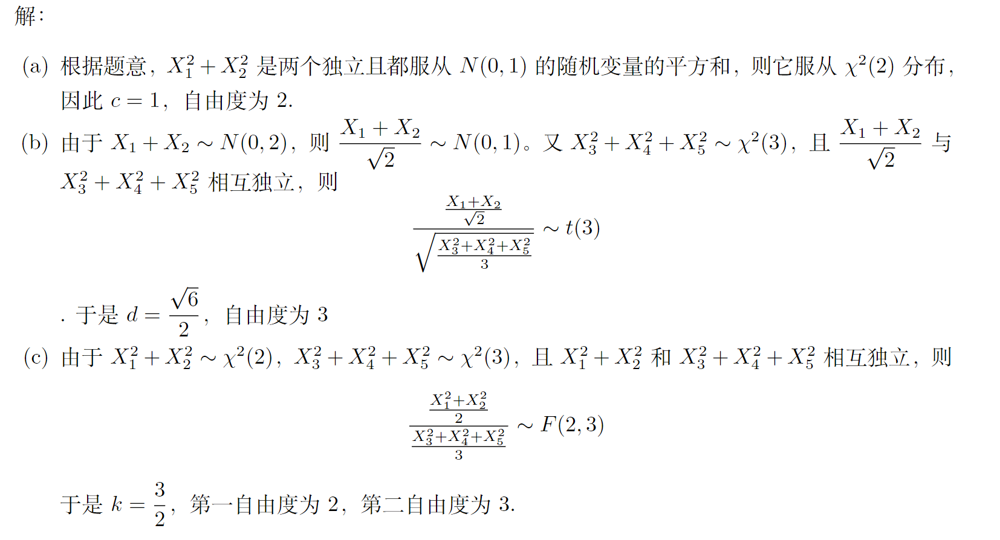 解：
(a) 根据题意，$X_1^2 + X_2^2$ 是两个独立且都服从 $N(0,1)$ 的随机变量的平方和，则它服从 $\chi^2(2)$ 分布，
因此 $c = 1$，自由度为 2.
(b) 由于 $X_1 + X_2 \sim N(0,2)$，则 $\dfrac{X_1 + X_2}{\sqrt{2}} \sim N(0,1)$。又 $X_3^2 + X_4^2 + X_5^2 \sim \chi^2(3)$，且 $\dfrac{X_1 + X_2}{\sqrt{2}}$ 与
$X_3^2 + X_4^2 + X_5^2$ 相互独立，则
$\dfrac{\frac{X_1+X_2}{\sqrt{2}}}{\sqrt{\frac{X_3^2+X_4^2+X_5^2}{3}}} \sim t(3)$
. 于是 $d = \dfrac{\sqrt{6}}{2}$，自由度为 3
(c) 由于 $X_1^2 + X_2^2 \sim \chi^2(2)$，$X_3^2 + X_4^2 + X_5^2 \sim \chi^2(3)$，且 $X_1^2 + X_2^2$ 和 $X_3^2 + X_4^2 + X_5^2$ 相互独立，则
$\dfrac{\frac{X_1^2+X_2^2}{2}}{\frac{X_3^2+X_4^2+X_5^2}{3}} \sim F(2,3)$
于是 $k = \dfrac{3}{2}$，第一自由度为 2，第二自由度为 3.